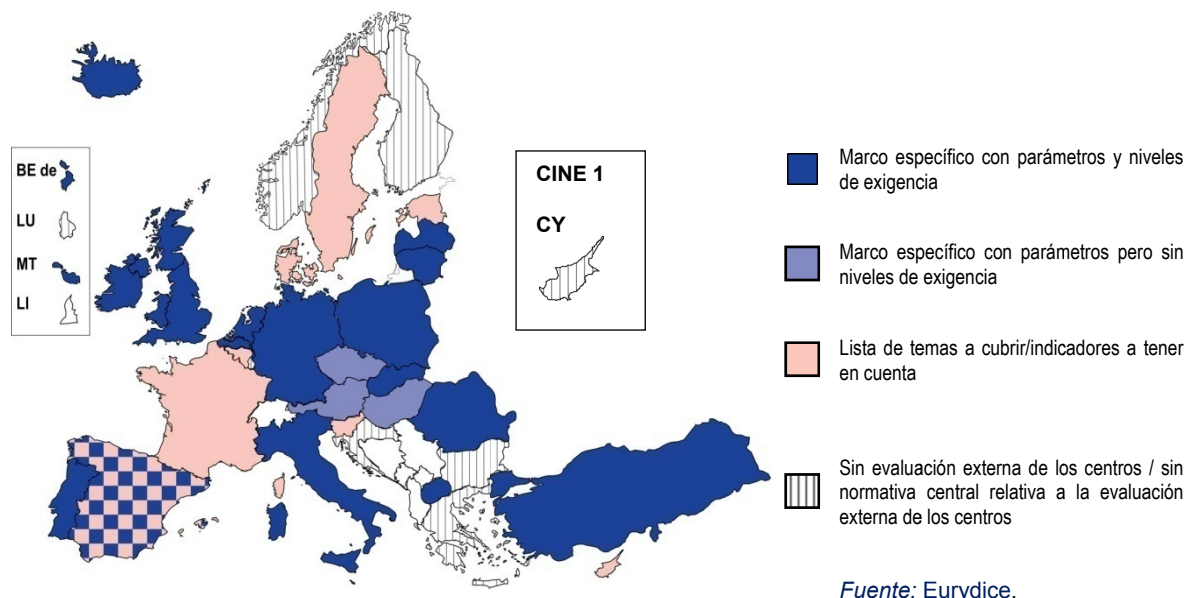 BE de
LU
MT
LI
CINE 1
CY
Marco específico con parámetros y niveles
de exigencia
Marco específico con parámetros pero sin
niveles de exigencia
Lista de temas a cubrir/indicadores a tener
en cuenta
Sin evaluación externa de los centros / sin
normativa central relativa a la evaluación
externa de los centros
Fuente: Eurydice.